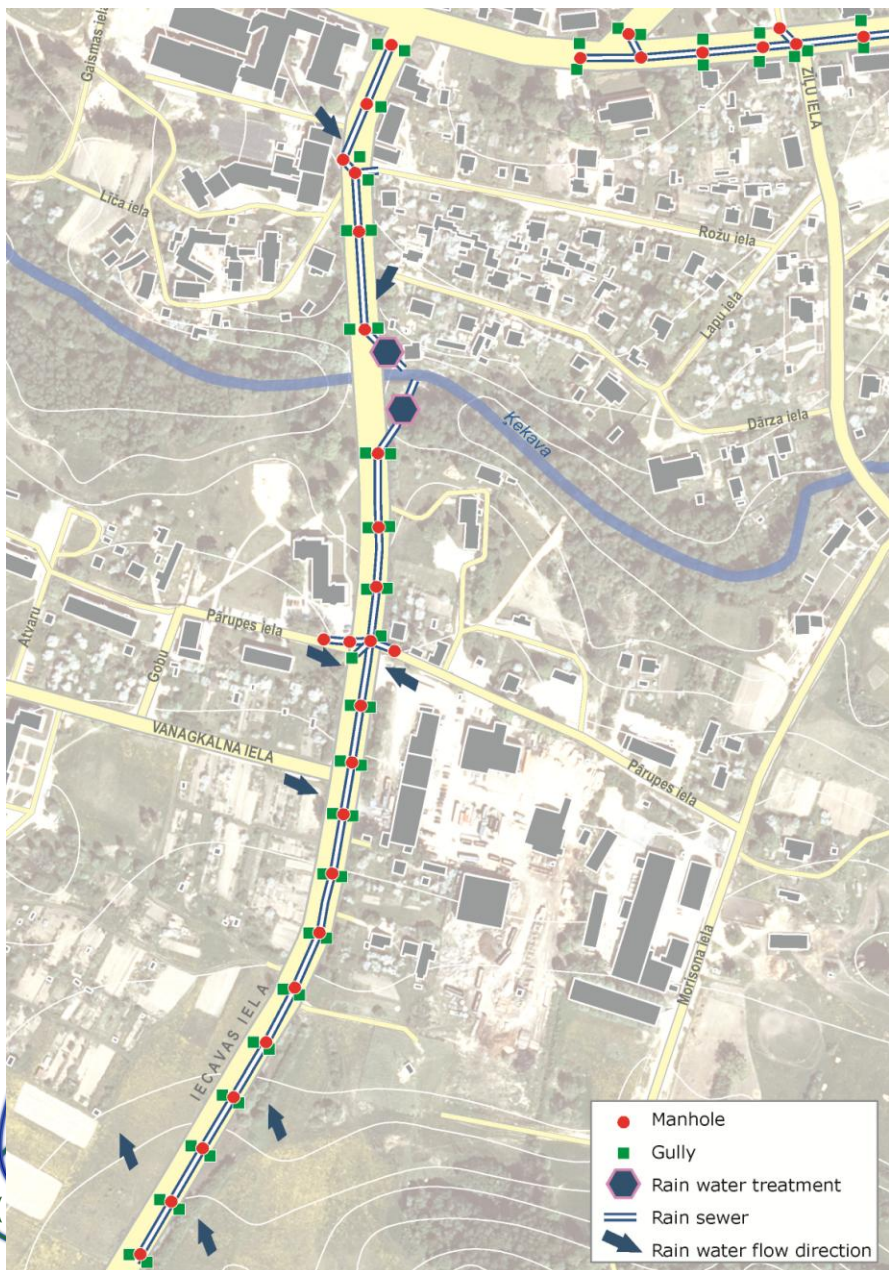 Gaismas iela
ZĪĻU IELA
Līča iela
Rožu iela
Lapu iela
Dārza iela
Ķekava
Pārupes iela
Atvaru
Gobu
VANAGKALNA IELA
Pārupes iela
Morisona iela
IECAVAS IELA
Manhole
Gully
Rain water treatment
Rain sewer
Rain water flow direction